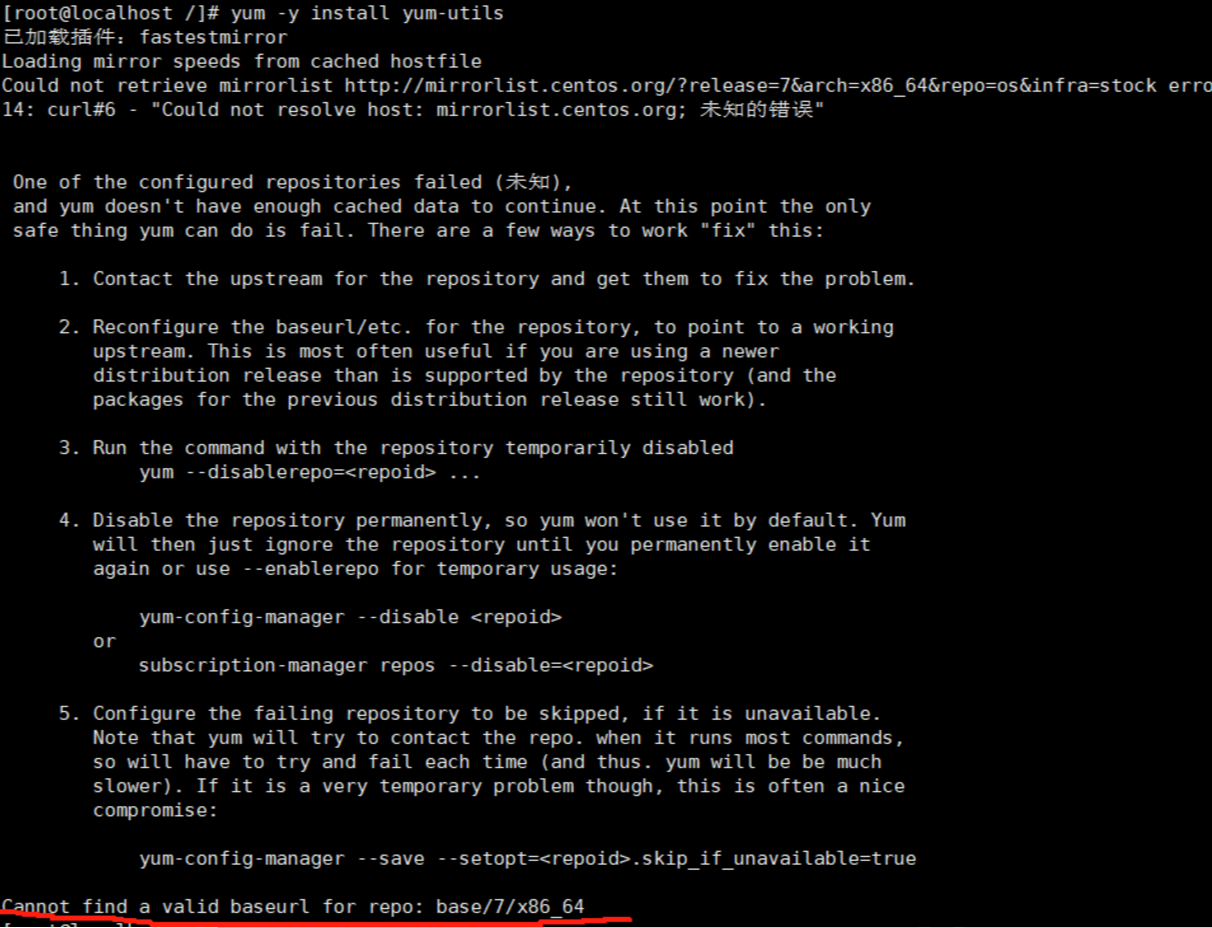 [root@localhost /]# yum -y install yum-utils
已加载插件：fastestmirror
Loading mirror speeds from cached hostfile
Could not retrieve mirrorlist http://mirrorlist.centos.org/?release=7&arch=x86_64&repo=os&infra=stock erro
14: curl#6 - "Could not resolve host: mirrorlist.centos.org; 未知的错误"
One of the configured repositories failed (未知),
and yum doesn't have enough cached data to continue. At this point the only
safe thing yum can do is fail. There are a few ways to work "fix" this:
1. Contact the upstream for the repository and get them to fix the problem.
2. Reconfigure the baseurl/etc. for the repository, to point to a working
upstream. This is most often useful if you are using a newer
distribution release than is supported by the repository (and the
packages for the previous distribution release still work).
3. Run the command with the repository temporarily disabled
yum --disablerepo=<repoid> ...
4. Disable the repository permanently, so yum won't use it by default. Yum
will then just ignore the repository until you permanently enable it
again or use --enablerepo for temporary usage:
yum-config-manager --disable <repoid>
or
subscription-manager repos --disable=<repoid>
5. Configure the failing repository to be skipped, if it is unavailable.
Note that yum will try to contact the repo. when it runs most commands,
so will have to try and fail each time (and thus. yum will be be much
slower). If it is a very temporary problem though, this is often a nice
compromise:
yum-config-manager --save --setopt=<repoid>.skip_if_unavailable=true
Cannot find a valid baseurl for repo: base/7/x86_64